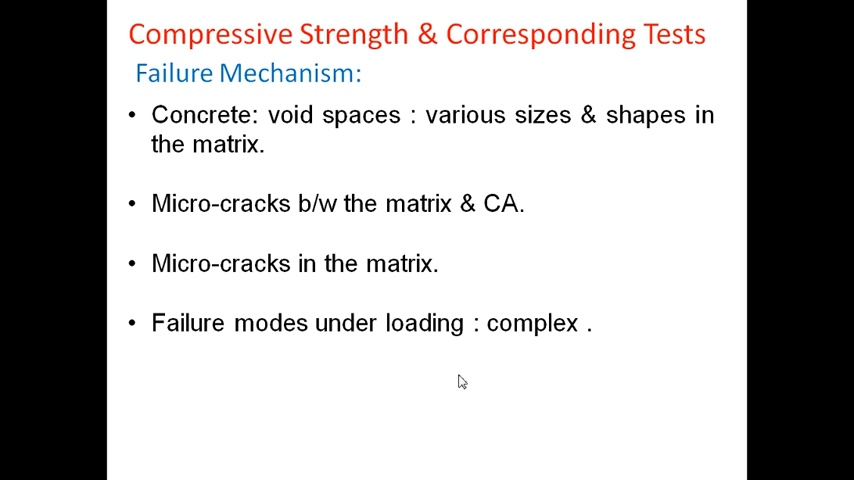 Compressive Strength & Corresponding Tests
Failure Mechanism:
• Concrete: void spaces : various sizes & shapes in
the matrix.
• Micro-cracks b/w the matrix & CA.
• Micro-cracks in the matrix.
• Failure modes under loading : complex .